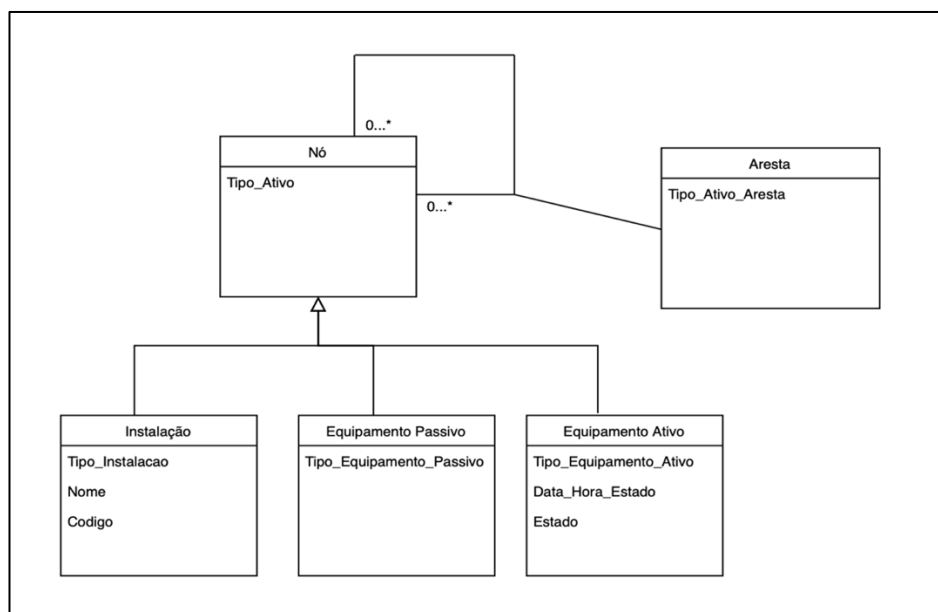 0...*
Nó
Tipo_Ativo
0...*
Aresta
Tipo_Ativo_Aresta
Instalação
Tipo_Instalacao
Nome
Codigo
Equipamento Passivo
Tipo_Equipamento_Passivo
Equipamento Ativo
Tipo_Equipamento_Ativo
Data_Hora_Estado
Estado